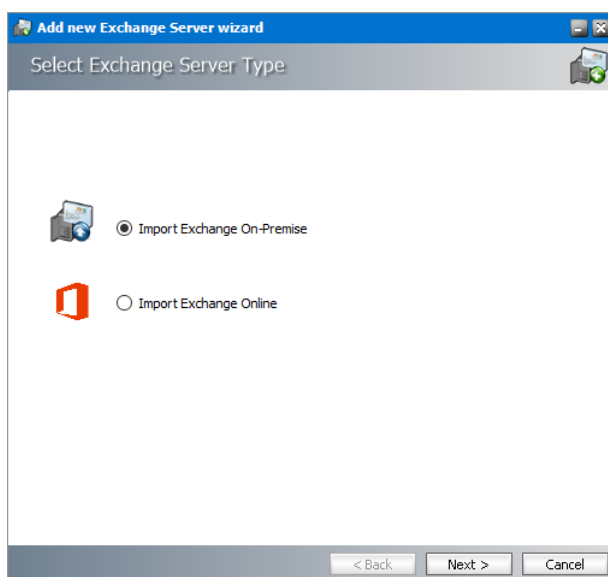 Add new Exchange Server wizard
Select Exchange Server Type
Import Exchange On-Premise
Import Exchange Online
< Back Next > Cancel